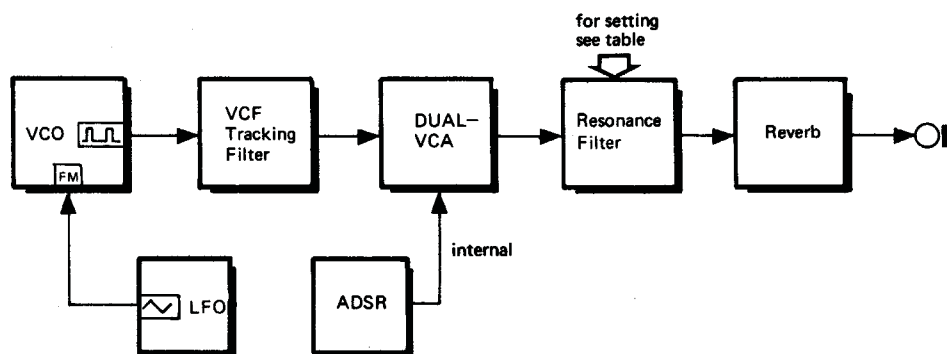 for setting
see table
VCO
FM
VCF
Tracking
Filter
DUAL–
VCA
Resonance
Filter
Reverb
internal
LFO
ADSR